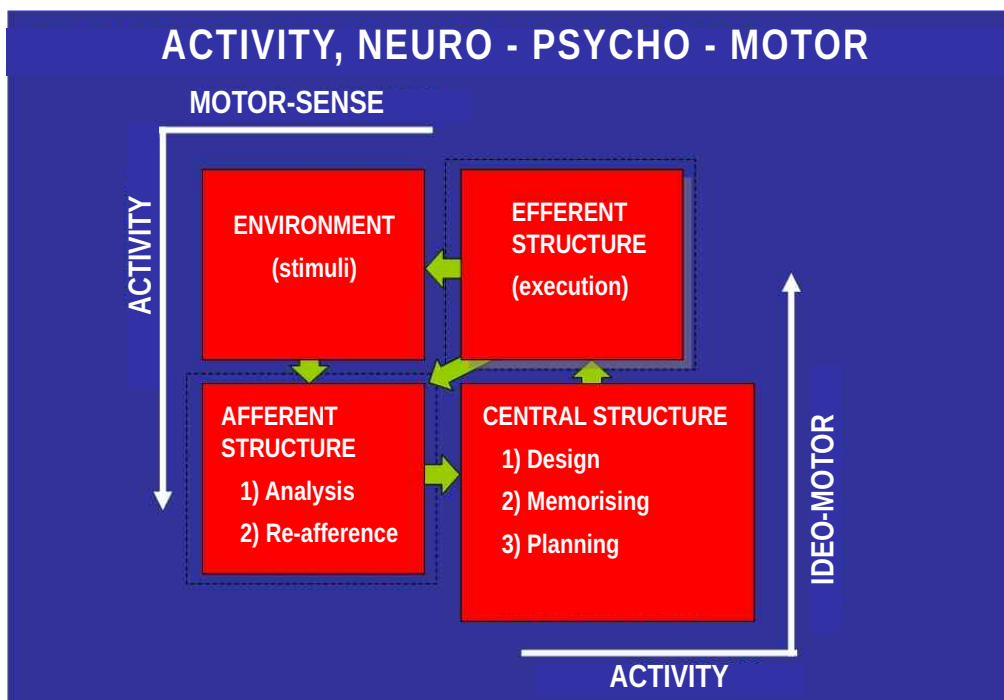 ACTIVITY, NEURO - PSYCHO - MOTOR
MOTOR-SENSE
ACTIVITY
ENVIRONMENT
(stimuli)
EFFERENT
STRUCTURE
(execution)
AFFERENT
STRUCTURE
1) Analysis
2) Re-afference
CENTRAL STRUCTURE
1) Design
2) Memorising
3) Planning
IDEO-MOTOR
ACTIVITY